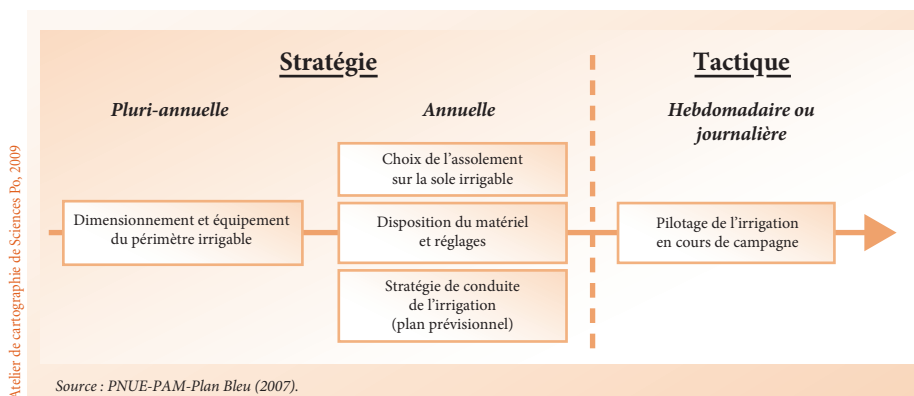 Stratégie
Tactique
Pluri-annuelle
Annuelle
Hebdomadaire ou
journalière
Choix de l'assolement
sur la sole irrigable
Dimensionnement et équipement
du périmètre irrigable
Disposition du matériel
et réglages
Pilotage de l'irrigation
en cours de campagne
Stratégie de conduite
de l'irrigation
(plan prévisionnel)
Atelier de cartographie de Sciences Po, 2009
Source : PNUE-PAM-Plan Bleu (2007).